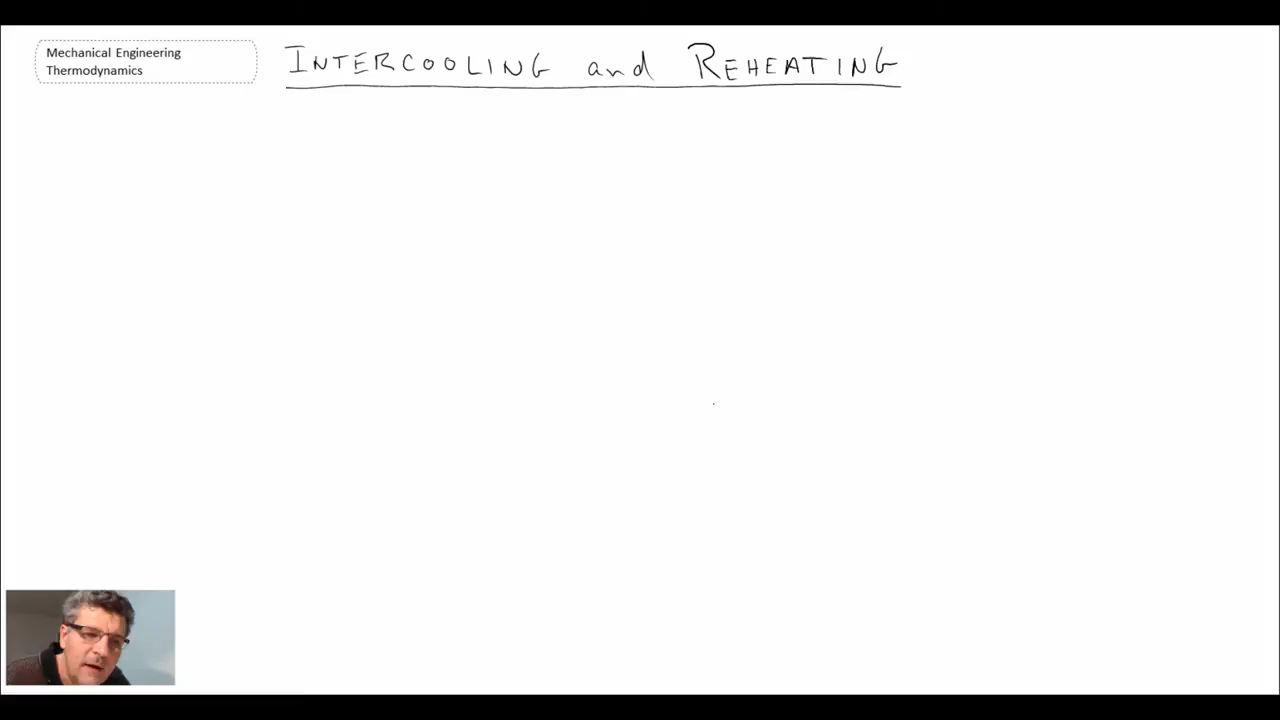 Mechanical Engineering
Thermodynamics
INTERCOOLING and REHEATING